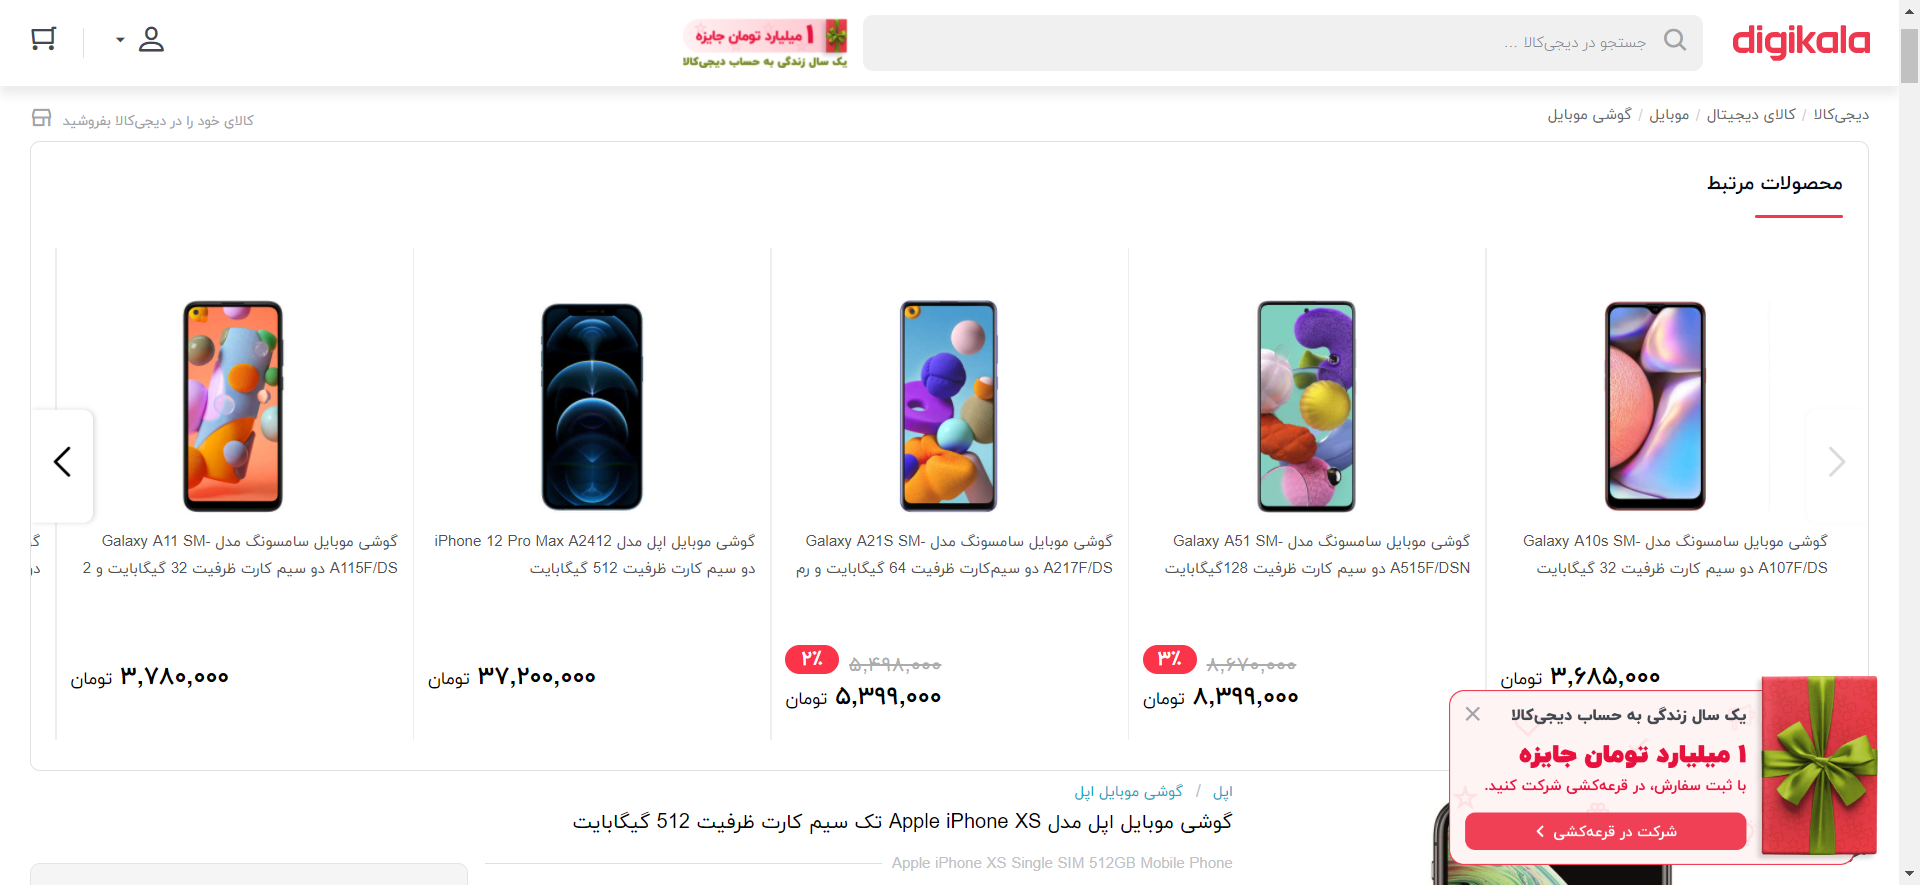 digikala
جستجو در دیجی‌کالا ...
۱ میلیارد تومان جایزه
یک سال زندگی به حساب دیجی‌کالا
دیجی‌کالا / کالای دیجیتال / موبایل / گوشی موبایل
کالای خود را در دیجی‌کالا بفروشید
محصولات مرتبط
گوشی موبایل سامسونگ مدل Galaxy A10s SM-
A107F/DS دو سیم کارت ظرفیت 32 گیگابایت
۳,۶۸۵,۰۰۰ تومان
گوشی موبایل سامسونگ مدل Galaxy A51 SM-
A515F/DSN دو سیم کارت ظرفیت 128گیگابایت
۸,۶۷۰,۰۰۰ ۳٪
۸,۳۹۹,۰۰۰ تومان
گوشی موبایل سامسونگ مدل Galaxy A21S SM-
A217F/DS دو سیم‌کارت ظرفیت 64 گیگابایت و رم
۵,۴۹۸,۰۰۰ ۲٪
۵,۳۹۹,۰۰۰ تومان
گوشی موبایل اپل مدل iPhone 12 Pro Max A2412
دو سیم کارت ظرفیت 512 گیگابایت
۳۷,۲۰۰,۰۰۰ تومان
گوشی موبایل سامسونگ مدل Galaxy A11 SM-
A115F/DS دو سیم کارت ظرفیت 32 گیگابایت و 2
۳,۷۸۰,۰۰۰ تومان
یک سال زندگی به حساب دیجی‌کالا
۱ میلیارد تومان جایزه
با ثبت سفارش، در قرعه‌کشی شرکت کنید.
شرکت در قرعه‌کشی
اپل / گوشی موبایل اپل
گوشی موبایل اپل مدل Apple iPhone XS تک سیم کارت ظرفیت 512 گیگابایت
Apple iPhone XS Single SIM 512GB Mobile Phone